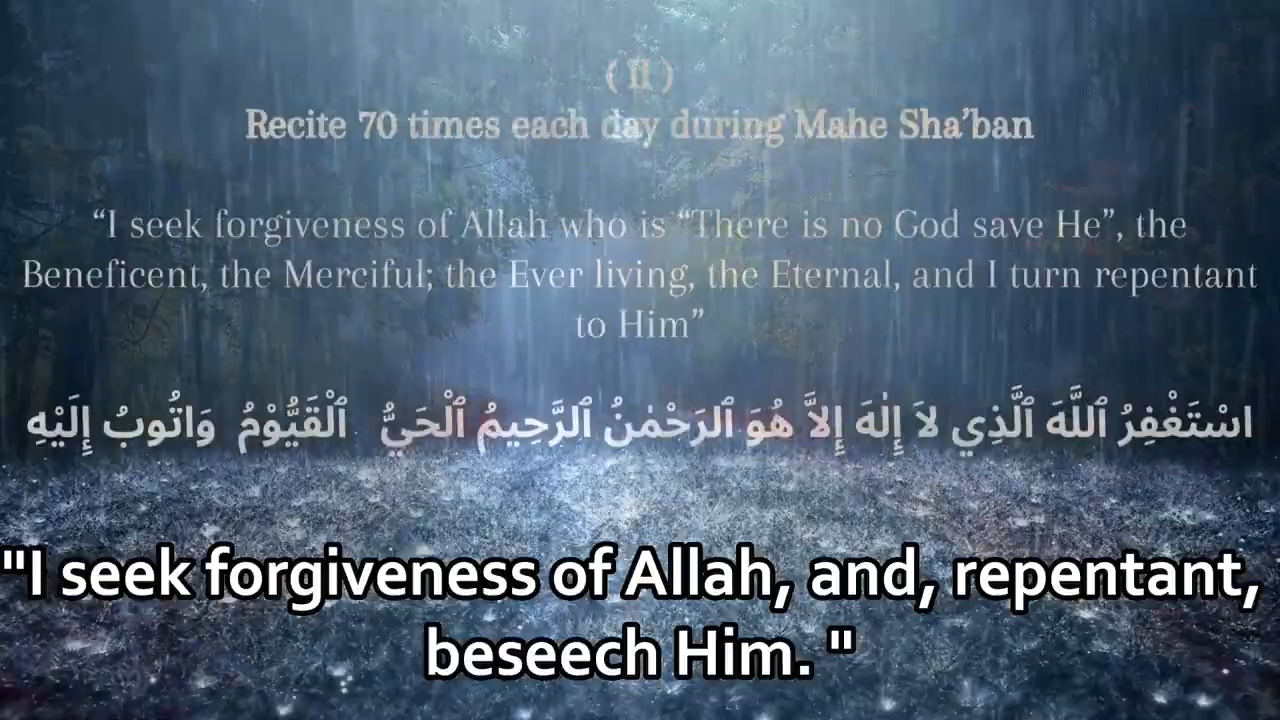 (II)
Recite 70 times each day during Mahe Sha’ban
“I seek forgiveness of Allah who is “There is no God save He”, the
Beneficent, the Merciful; the Ever living, the Eternal, and I turn repentant
to Him”
اسْتَغْفِرُ ٱللَّهَ ٱلَّذِي لاَ إِلٰهَ إِلاَّ هُوَ ٱلرَحْمٰنُ ٱلرَّحِيمُ ٱلْحَيُّ ٱلْقَيُّوْمُ وَاتُوبُ إِلَيْهِ
"I seek forgiveness of Allah, and, repentant,
beseech Him. "